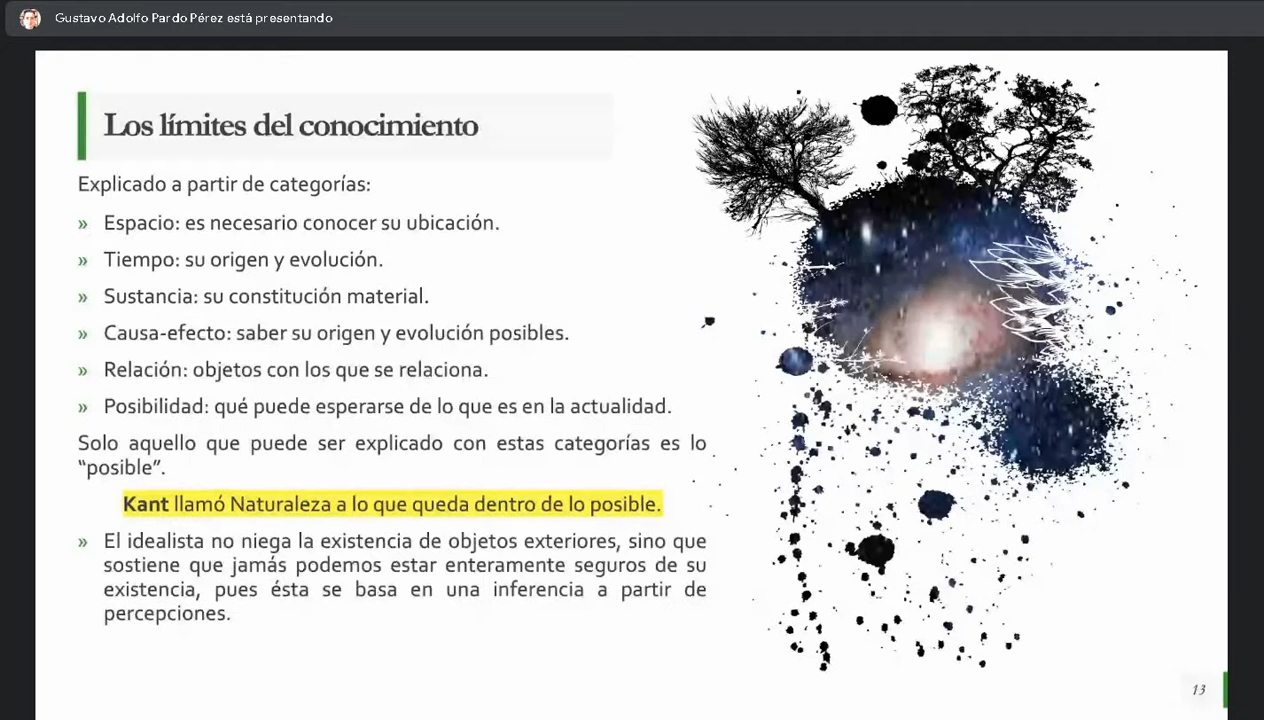 Gustavo Adolfo Pardo Pérez está presentando
Los límites del conocimiento
Explicado a partir de categorías:
» Espacio: es necesario conocer su ubicación.
» Tiempo: su origen y evolución.
» Sustancia: su constitución material.
» Causa-efecto: saber su origen y evolución posibles.
» Relación: objetos con los que se relaciona.
» Posibilidad: qué puede esperarse de lo que es en la actualidad.
Solo aquello que puede ser explicado con estas categorías es lo
“posible”.
Kant llamó Naturaleza a lo que queda dentro de lo posible.
» El idealista no niega la existencia de objetos exteriores, sino que
sostiene que jamás podemos estar enteramente seguros de su
existencia, pues ésta se basa en una inferencia a partir de
percepciones.
13